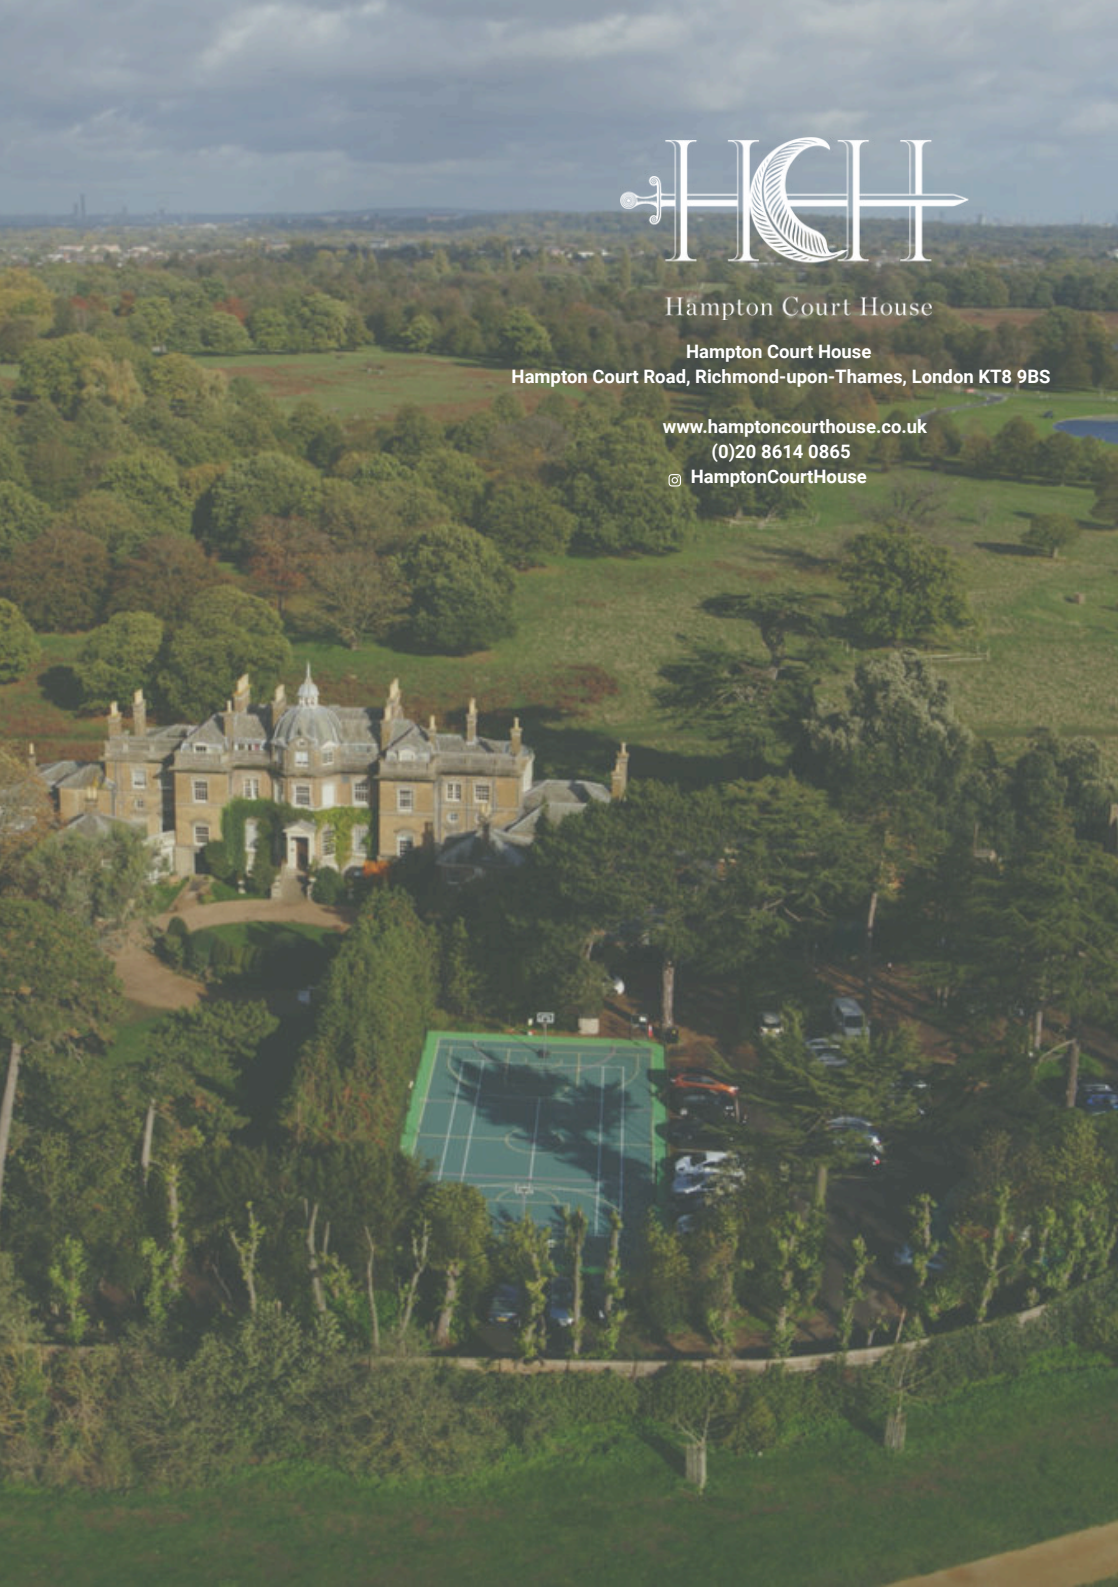 HCH
Hampton Court House
Hampton Court House
Hampton Court Road, Richmond-upon-Thames, London KT8 9BS
www.hamptoncourthouse.co.uk
(0)20 8614 0865
HamptonCourtHouse